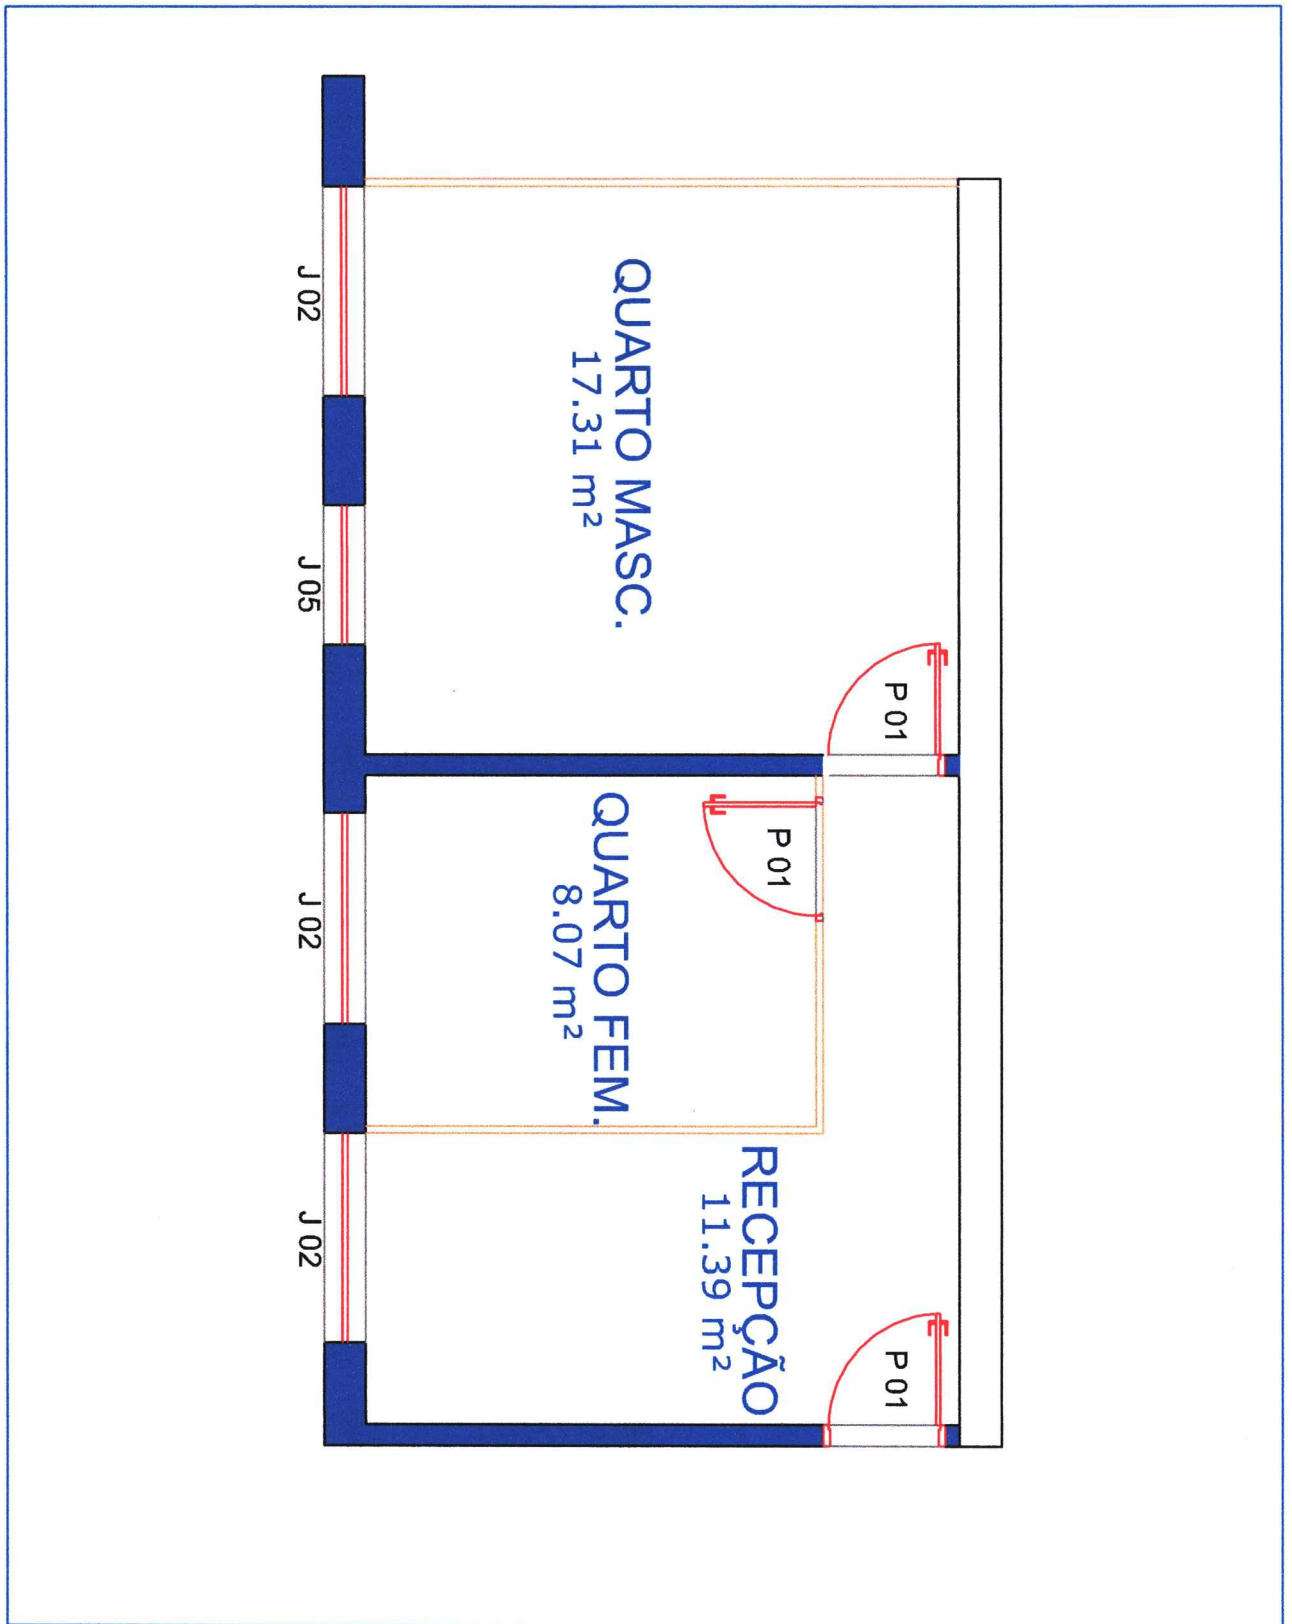 QUARTO MASC.
17.31 m²
P 01
J 02
J 05
QUARTO FEM.
8.07 m²
P 01
J 02
RECEPÇÃO
11.39 m²
P 01
J 02